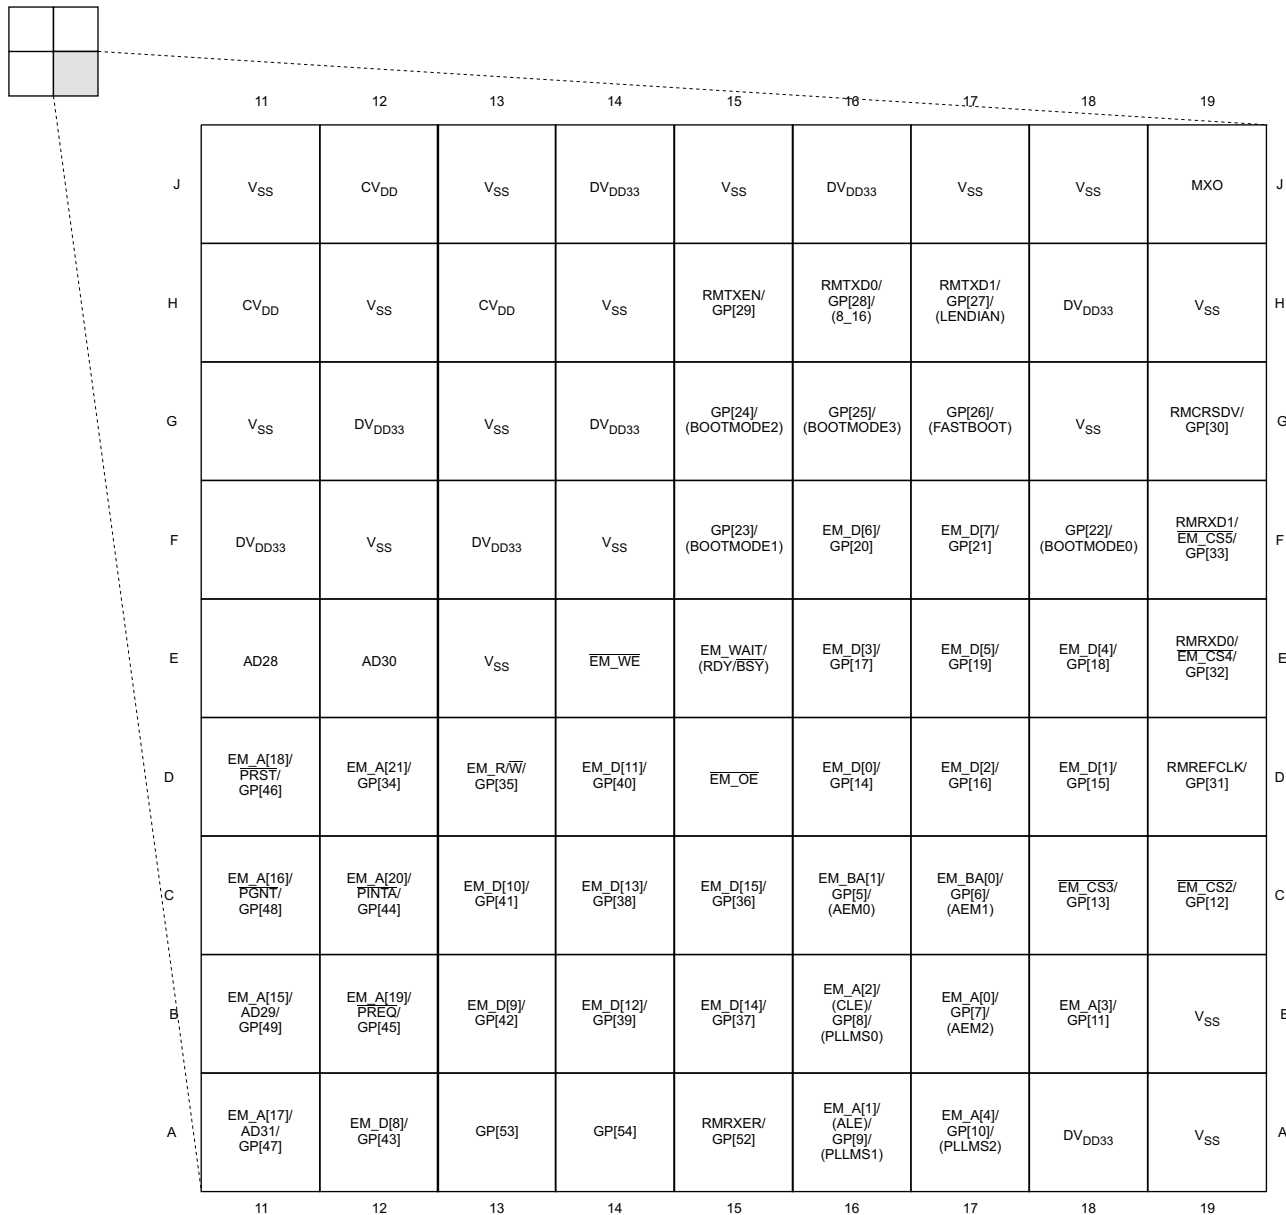 11
12
13
14
15
16
17
18
19
J
VSS
CVDD
VSS
DVDD33
VSS
DVDD33
VSS
VSS
MXO
J
H
CVDD
VSS
CVDD
VSS
RMTXEN/
GP[29]
RMTXD0/
GP[28]/
(8_16)
RMTXD1/
GP[27]/
(LENDIAN)
DVDD33
VSS
H
G
VSS
DVDD33
VSS
DVDD33
GP[24]/
(BOOTMODE2)
GP[25]/
(BOOTMODE3)
GP[26]/
(FASTBOOT)
VSS
RMCRSDV/
GP[30]
G
F
DVDD33
VSS
DVDD33
VSS
GP[23]/
(BOOTMODE1)
EM_D[6]/
GP[20]
EM_D[7]/
GP[21]
GP[22]/
(BOOTMODE0)
RMRXD1/
EM_CS5/
GP[33]
F
E
AD28
AD30
VSS
EM_WE
EM_WAIT/
(RDY/BSY)
EM_D[3]/
GP[17]
EM_D[5]/
GP[19]
EM_D[4]/
GP[18]
RMRXD0/
EM_CS4/
GP[32]
E
D
EM_A[18]/
PRST/
GP[46]
EM_A[21]/
GP[34]
EM_R/W/
GP[35]
EM_D[11]/
GP[40]
EM_OE
EM_D[0]/
GP[14]
EM_D[2]/
GP[16]
EM_D[1]/
GP[15]
RMREFCLK/
GP[31]
D
C
EM_A[16]/
PGNT/
GP[48]
EM_A[20]/
PINTA/
GP[44]
EM_D[10]/
GP[41]
EM_D[13]/
GP[38]
EM_D[15]/
GP[36]
EM_BA[1]/
GP[5]/
(AEM0)
EM_BA[0]/
GP[6]/
(AEM1)
EM_CS3/
GP[13]
EM_CS2/
GP[12]
C
B
EM_A[15]/
AD29/
GP[49]
EM_A[19]/
PREQ/
GP[45]
EM_D[9]/
GP[42]
EM_D[12]/
GP[39]
EM_D[14]/
GP[37]
EM_A[2]/
(CLE)/
GP[8]/
(PLLMS0)
EM_A[0]/
GP[7]/
(AEM2)
EM_A[3]/
GP[11]
VSS
B
A
EM_A[17]/
AD31/
GP[47]
EM_D[8]/
GP[43]
GP[53]
GP[54]
RMRXER/
GP[52]
EM_A[1]/
(ALE)/
GP[9]/
(PLLMS1)
EM_A[4]/
GP[10]/
(PLLMS2)
DVDD33
VSS
A
11
12
13
14
15
16
17
18
19